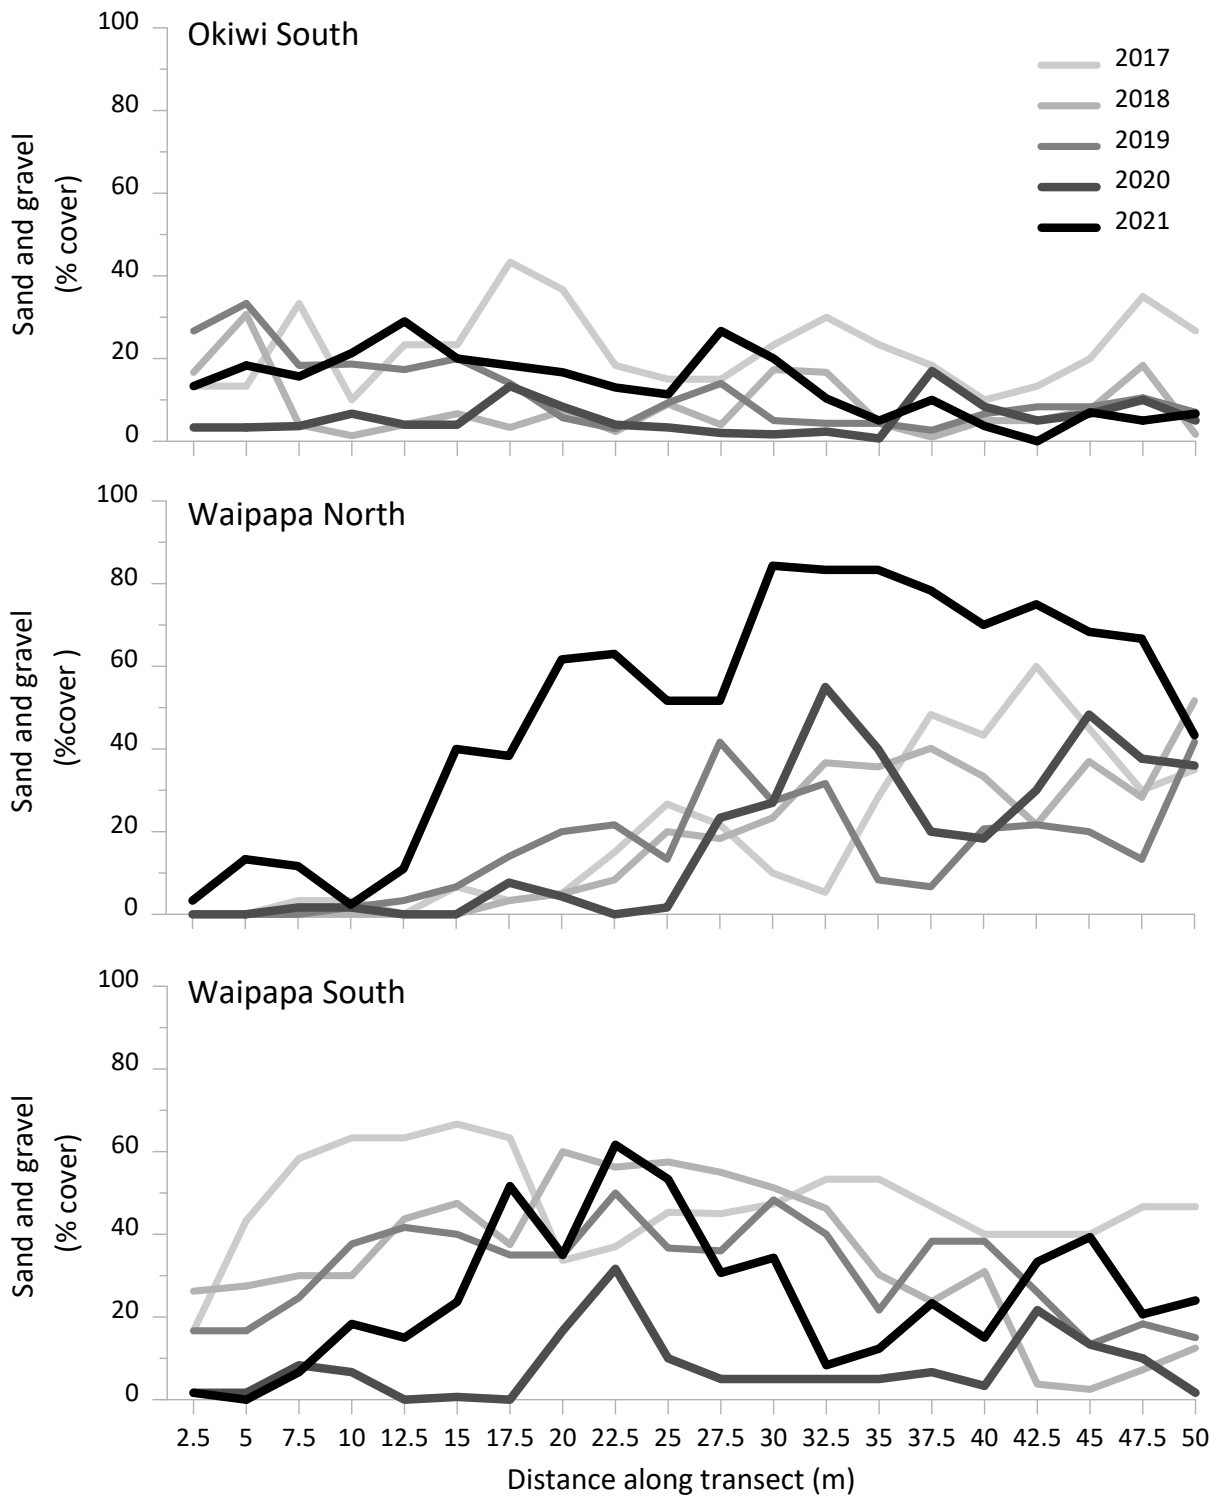 Okiwi South
2017
2018
2019
2020
2021
Sand and gravel
(% cover)
100
80
60
40
20
0
Waipapa North
Sand and gravel
(%cover )
100
80
60
40
20
0
Waipapa South
Sand and gravel
(% cover)
100
80
60
40
20
0
2.5 5 7.5 10 12.5 15 17.5 20 22.5 25 27.5 30 32.5 35 37.5 40 42.5 45 47.5 50
Distance along transect (m)